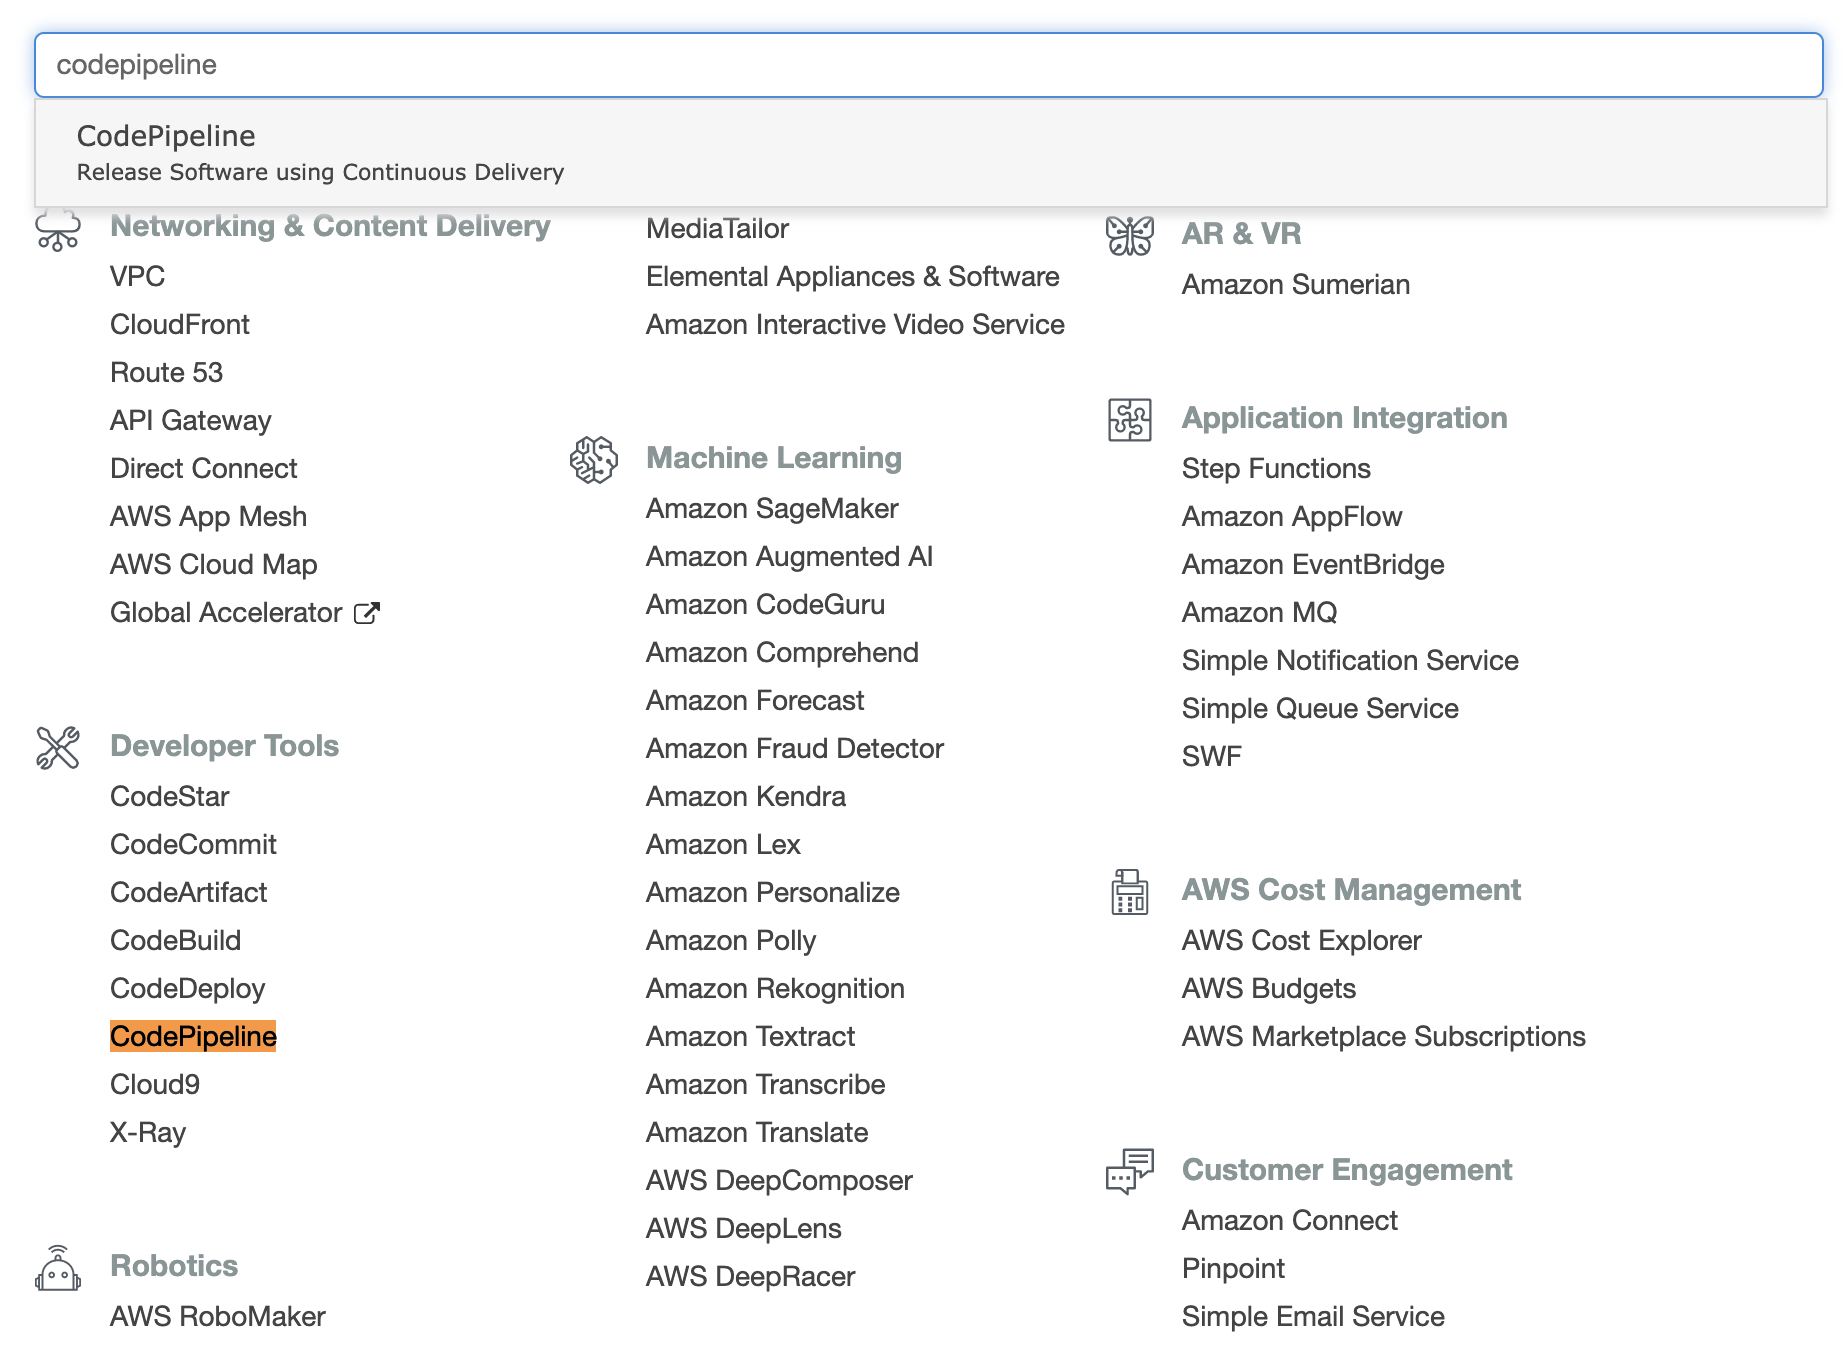 codepipeline
CodePipeline
Release Software using Continuous Delivery
Networking & Content Delivery
VPC
CloudFront
Route 53
API Gateway
Direct Connect
AWS App Mesh
AWS Cloud Map
Global Accelerator
Developer Tools
CodeStar
CodeCommit
CodeArtifact
CodeBuild
CodeDeploy
CodePipeline
Cloud9
X-Ray
Robotics
AWS RoboMaker
MediaTailor
Elemental Appliances & Software
Amazon Interactive Video Service
Machine Learning
Amazon SageMaker
Amazon Augmented AI
Amazon CodeGuru
Amazon Comprehend
Amazon Forecast
Amazon Fraud Detector
Amazon Kendra
Amazon Lex
Amazon Personalize
Amazon Polly
Amazon Rekognition
Amazon Textract
Amazon Transcribe
Amazon Translate
AWS DeepComposer
AWS DeepLens
AWS DeepRacer
AR & VR
Amazon Sumerian
Application Integration
Step Functions
Amazon AppFlow
Amazon EventBridge
Amazon MQ
Simple Notification Service
Simple Queue Service
SWF
AWS Cost Management
AWS Cost Explorer
AWS Budgets
AWS Marketplace Subscriptions
Customer Engagement
Amazon Connect
Pinpoint
Simple Email Service